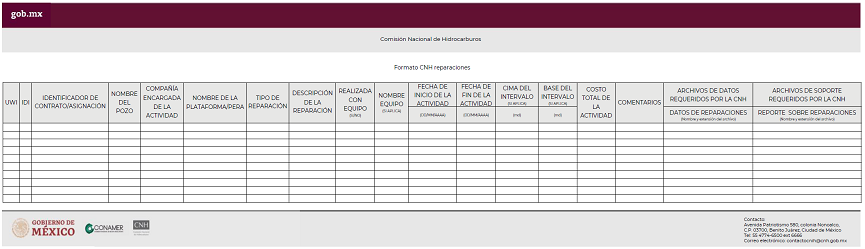 gob.mx
Comisión Nacional de Hidrocarburos
Formato CNH reparaciones
UWI
IDI
IDENTIFICADOR DE
CONTRATO/ASIGNACIÓN
NOMBRE
DEL
POZO
COMPAÑÍA
ENCARGADA
DE LA
ACTIVIDAD
NOMBRE DE LA
PLATAFORMA/PERA
TIPO DE
REPARACIÓN
DESCRIPCIÓN
DE LA
REPARACIÓN
REALIZADA
CON
EQUIPO
(SI/NO)
NOMBRE
EQUIPO
(SI APLICA)
FECHA DE
INICIO DE LA
ACTIVIDAD
(DD/MM/AAAA)
FECHA DE
FIN DE LA
ACTIVIDAD
(DD/MM/AAAA)
CIMA DEL
INTERVALO
(SI APLICA)
(md)
BASE DEL
INTERVALO
(SI APLICA)
(md)
COSTO
TOTAL DE
LA
ACTIVIDAD
COMENTARIOS
ARCHIVOS DE DATOS
REQUERIDOS POR LA CNH
DATOS DE REPARACIONES
(Nombre y extensión del archivo)
ARCHIVOS DE SOPORTE
REQUERIDOS POR LA CNH
REPORTE SOBRE REPARACIONES
(Nombre y extensión del archivo)
GOBIERNO DE
MÉXICO
CONAMER
CNH
Contacto:
Avenida Patriotismo 580, colonia Nonoalco,
C.P. 03700, Benito Juárez, Ciudad de México
Tel: 55 4774-6500 ext 6666
Correo electrónico: contactocnh@cnh.gob.mx